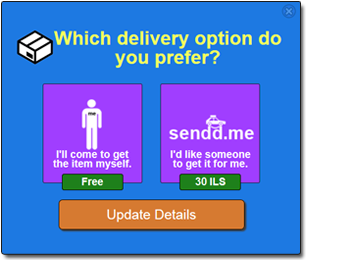 Which delivery option do
you prefer?
me
I'll come to get
the item myself.
Free
sendd.me
I'd like someone
to get it for me.
30 ILS
Update Details